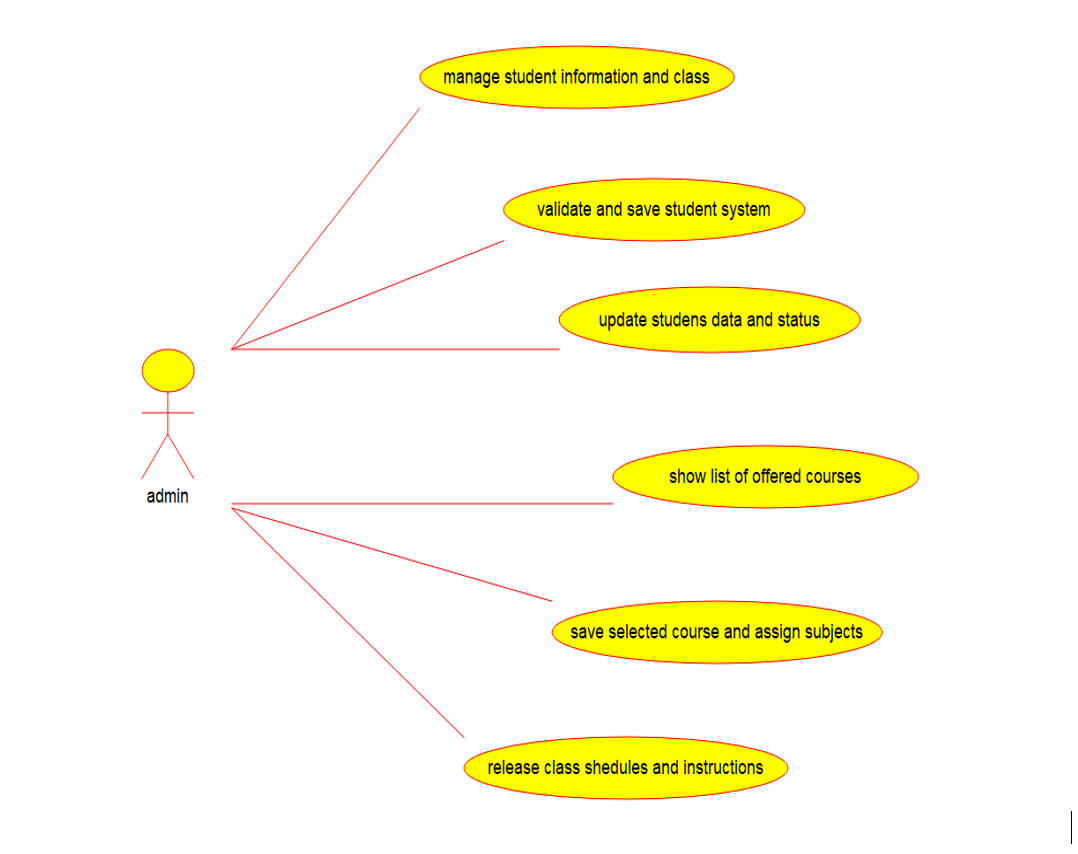 manage student information and class
validate and save student system
update studens data and status
admin
show list of offered courses
save selected course and assign subjects
release class shedules and instructions